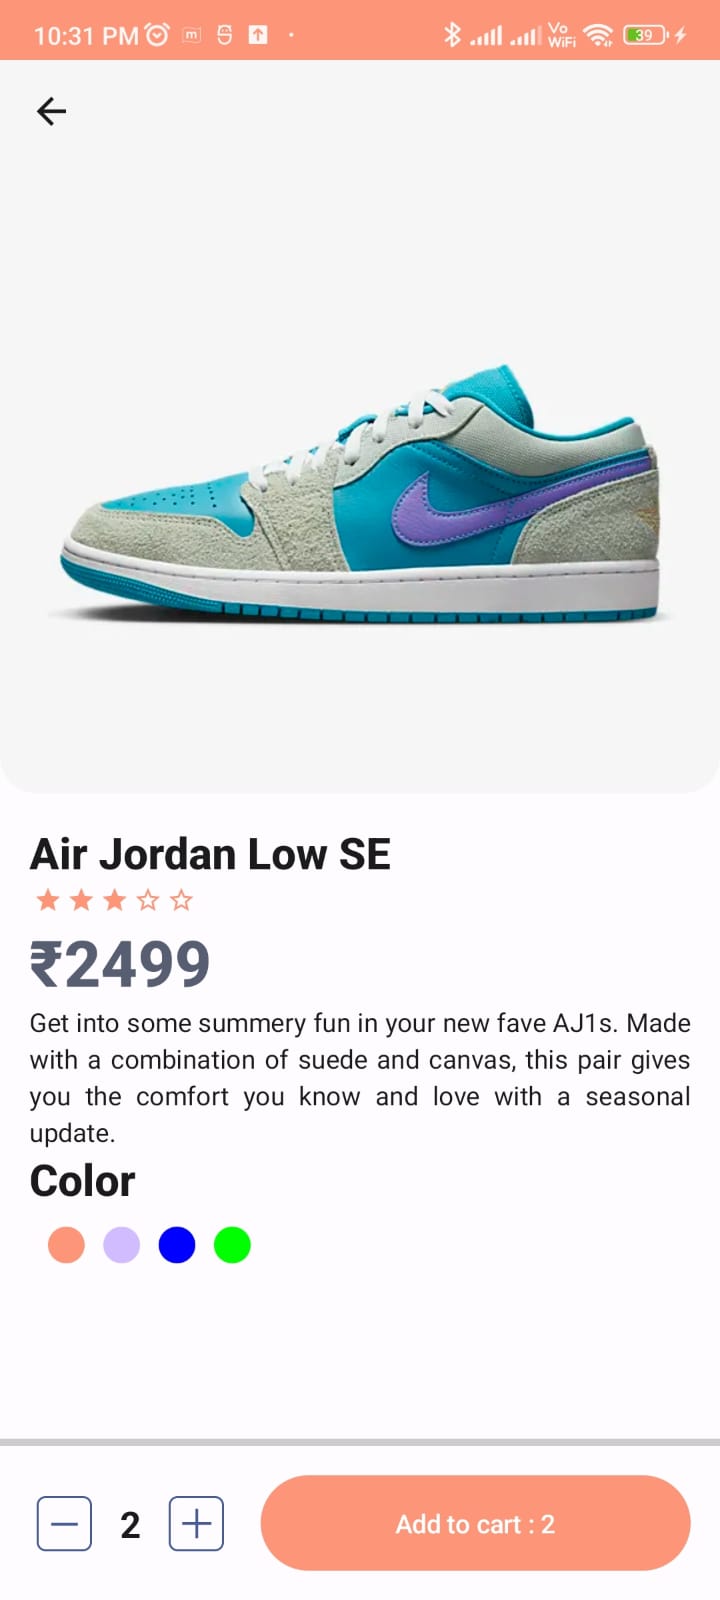 10:31 PM m Vo WiFi 39
Air Jordan Low SE
₹2499
Get into some summery fun in your new fave AJ1s. Made
with a combination of suede and canvas, this pair gives
you the comfort you know and love with a seasonal
update.
Color
2 Add to cart : 2